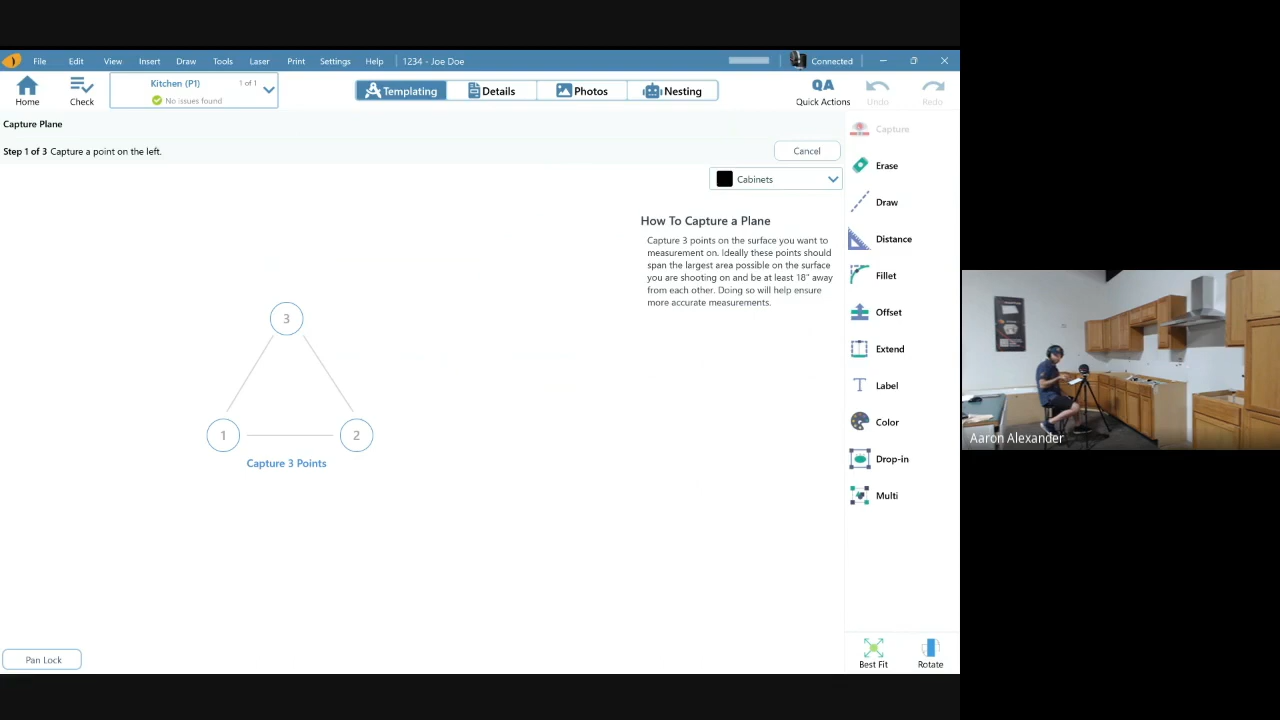 File Edit View Insert Draw Tools Laser Print Settings Help 1234 - Joe Doe Connected
Home
Check
Kitchen (P1) 1 of 1
No issues found
Templating Details Photos Nesting
QA
Quick Actions
Undo
Redo
Capture Plane
Step 1 of 3 Capture a point on the left.
Cancel
Cabinets
How To Capture a Plane
Capture 3 points on the surface you want to
measurement on. Ideally these points should
span the largest area possible on the surface
you are shooting on and be at least 18" away
from each other. Doing so will help ensure
more accurate measurements.
3
1
2
Capture 3 Points
Capture
Erase
Draw
Distance
Fillet
Offset
Extend
T Label
Color
Drop-in
Multi
Pan Lock
Best Fit
Rotate
Aaron Alexander